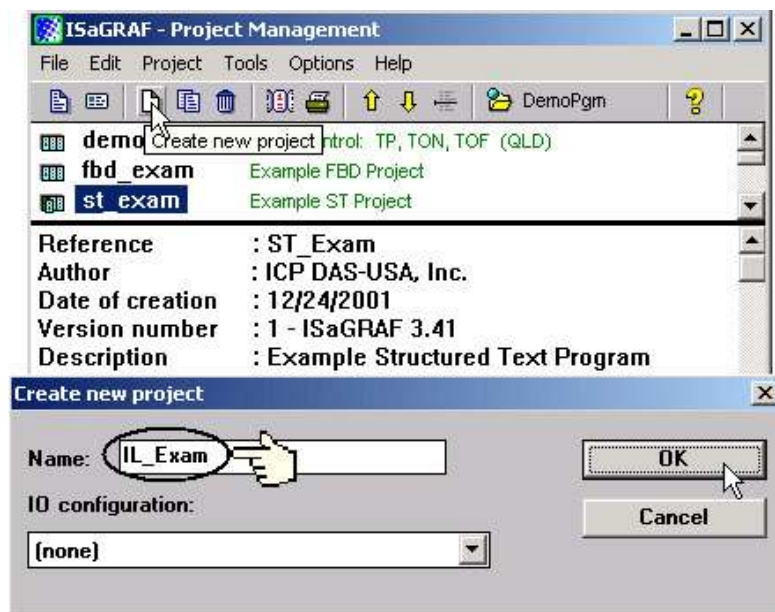 ISaGRAF - Project Management
File Edit Project Tools Options Help
DemoPgm
demo ntrol: TP, TON, TOF (QLD)
Create new project
fbd_exam Example FBD Project
st_exam Example ST Project
Reference : ST_Exam
Author : ICP DAS-USA, Inc.
Date of creation : 12/24/2001
Version number : 1 - ISaGRAF 3.41
Description : Example Structured Text Program
Create new project
Name: IL_Exam
OK
IO configuration:
Cancel
(none)